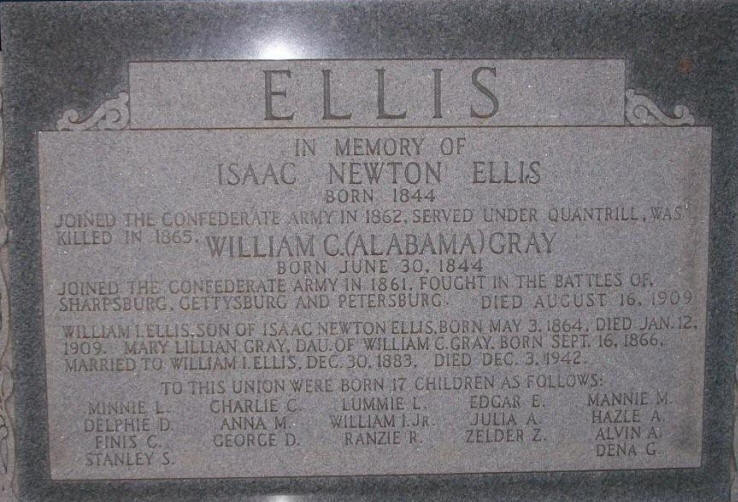 ELLIS
IN MEMORY OF
ISAAC NEWTON ELLIS
BORN 1844
JOINED THE CONFEDERATE ARMY IN 1862, SERVED UNDER QUANTRILL, WAS
KILLED IN 1865. WILLIAM C.(ALABAMA) GRAY
BORN JUNE 30, 1844
JOINED THE CONFEDERATE ARMY IN 1861, FOUGHT IN THE BATTLES OF,
SHARPSBURG, GETTYSBURG AND PETERSBURG. DIED AUGUST 16, 1909
WILLIAM I. ELLIS, SON OF ISAAC NEWTON ELLIS, BORN MAY 3, 1864, DIED JAN. 12,
1909. MARY LILLIAN GRAY, DAU. OF WILLIAM C. GRAY, BORN SEPT. 16, 1866,
MARRIED TO WILLIAM I. ELLIS, DEC. 30, 1883. DIED DEC. 3, 1942.
TO THIS UNION WERE BORN 17 CHILDREN AS FOLLOWS:
MINNIE L. CHARLIE C. LUMMIE L. EDGAR E. MANNIE M.
DELPHIE D. ANNA M. WILLIAM I. JR. JULIA A. HAZLE A.
FINIS C. GEORGE D. RANZIE R. ZELDER Z. ALVIN A.
STANLEY S. DENA G.